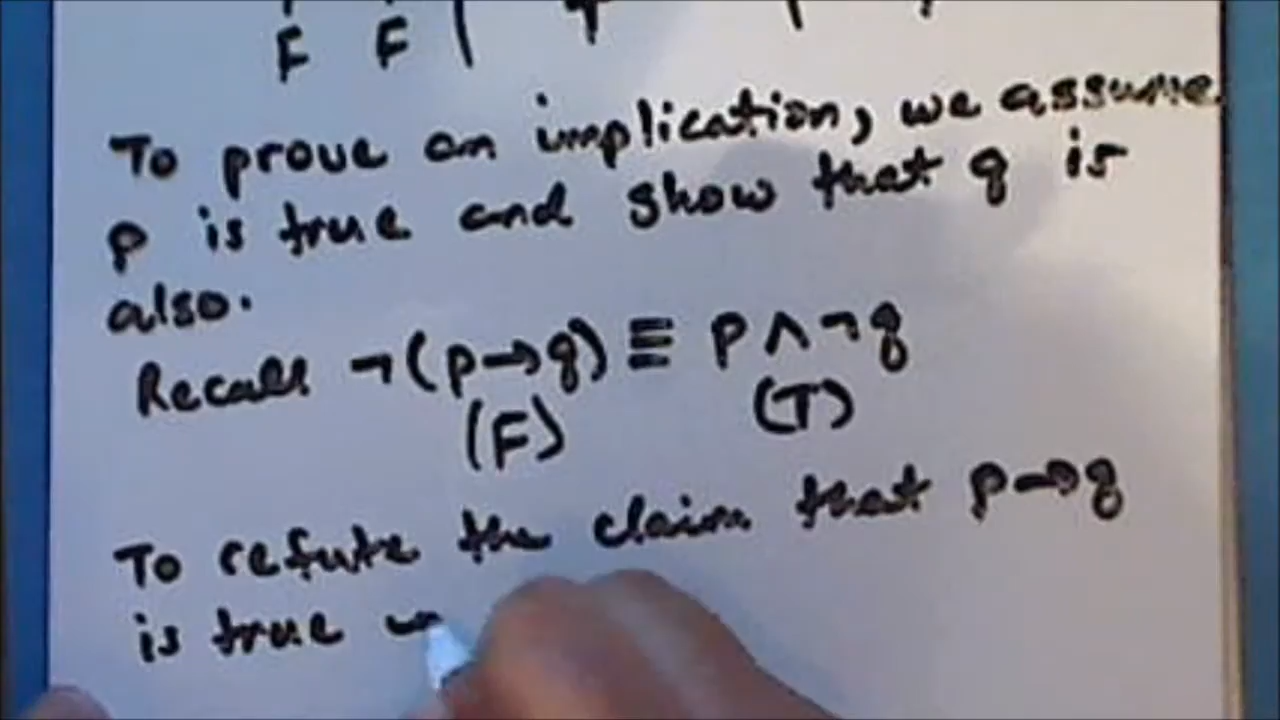 F F |
To prove an implication, we assume
p is true and show that q is
also.
Recall ¬(p→q) ≡ p ∧ ¬q
(F) (T)
To refute the claim that p→q
is true